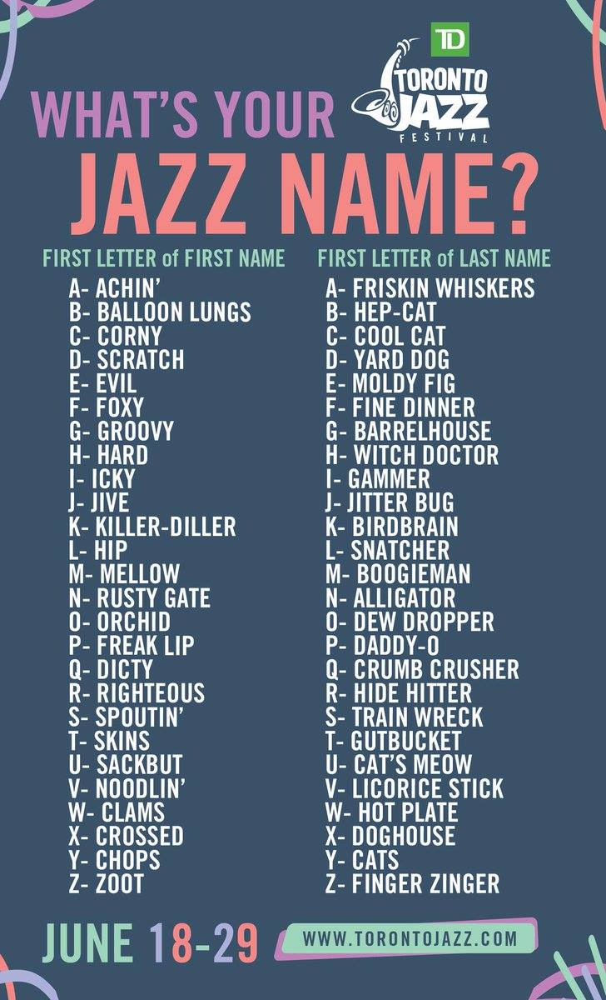 TD
TORONTO
JAZZ
FESTIVAL
WHAT'S YOUR
JAZZ NAME?
FIRST LETTER of FIRST NAME
A- ACHIN'
B- BALLOON LUNGS
C- CORNY
D- SCRATCH
E- EVIL
F- FOXY
G- GROOVY
H- HARD
I- ICKY
J- JIVE
K- KILLER-DILLER
L- HIP
M- MELLOW
N- RUSTY GATE
O- ORCHID
P- FREAK LIP
Q- DICTY
R- RIGHTEOUS
S- SPOUTIN'
T- SKINS
U- SACKBUT
V- NOODLIN'
W- CLAMS
X- CROSSED
Y- CHOPS
Z- ZOOT
FIRST LETTER of LAST NAME
A- FRISKIN WHISKERS
B- HEP-CAT
C- COOL CAT
D- YARD DOG
E- MOLDY FIG
F- FINE DINNER
G- BARRELHOUSE
H- WITCH DOCTOR
I- GAMMER
J- JITTER BUG
K- BIRDBRAIN
L- SNATCHER
M- BOOGIEMAN
N- ALLIGATOR
O- DEW DROPPER
P- DADDY-O
Q- CRUMB CRUSHER
R- HIDE HITTER
S- TRAIN WRECK
T- GUTBUCKET
U- CAT'S MEOW
V- LICORICE STICK
W- HOT PLATE
X- DOGHOUSE
Y- CATS
Z- FINGER ZINGER
JUNE 18-29
WWW.TORONTOJAZZ.COM